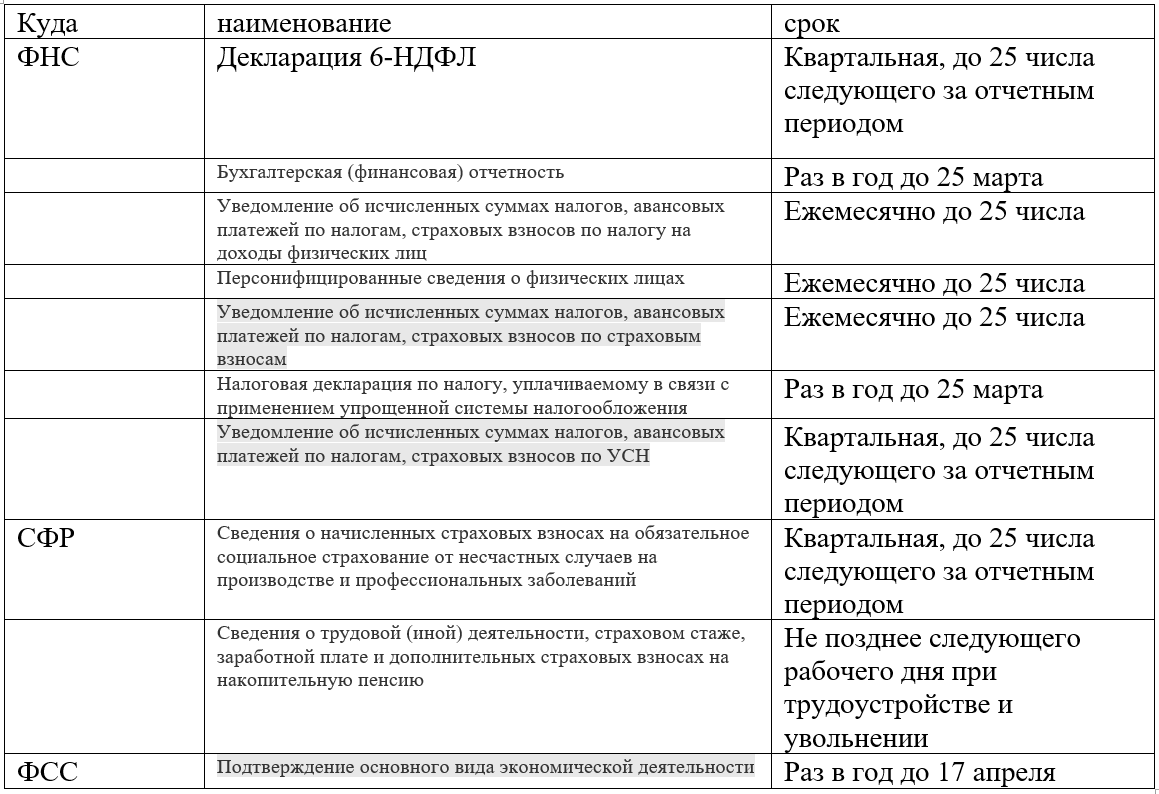 Куда
наименование
срок
ФНС
Декларация 6-НДФЛ
Квартальная, до 25 числа
следующего за отчетным
периодом
Бухгалтерская (финансовая) отчетность
Раз в год до 25 марта
Уведомление об исчисленных суммах налогов, авансовых
платежей по налогам, страховых взносов по налогу на
доходы физических лиц
Ежемесячно до 25 числа
Персонифицированные сведения о физических лицах
Ежемесячно до 25 числа
Уведомление об исчисленных суммах налогов, авансовых
платежей по налогам, страховых взносов по страховым
взносам
Ежемесячно до 25 числа
Налоговая декларация по налогу, уплачиваемому в связи с
применением упрощенной системы налогообложения
Раз в год до 25 марта
Уведомление об исчисленных суммах налогов, авансовых
платежей по налогам, страховых взносов по УСН
Квартальная, до 25 числа
следующего за отчетным
периодом
СФР
Сведения о начисленных страховых взносах на обязательное
социальное страхование от несчастных случаев на
производстве и профессиональных заболеваний
Квартальная, до 25 числа
следующего за отчетным
периодом
Сведения о трудовой (иной) деятельности, страховом стаже,
заработной плате и дополнительных страховых взносах на
накопительную пенсию
Не позднее следующего
рабочего дня при
трудоустройстве и
увольнении
ФСС
Подтверждение основного вида экономической деятельности
Раз в год до 17 апреля